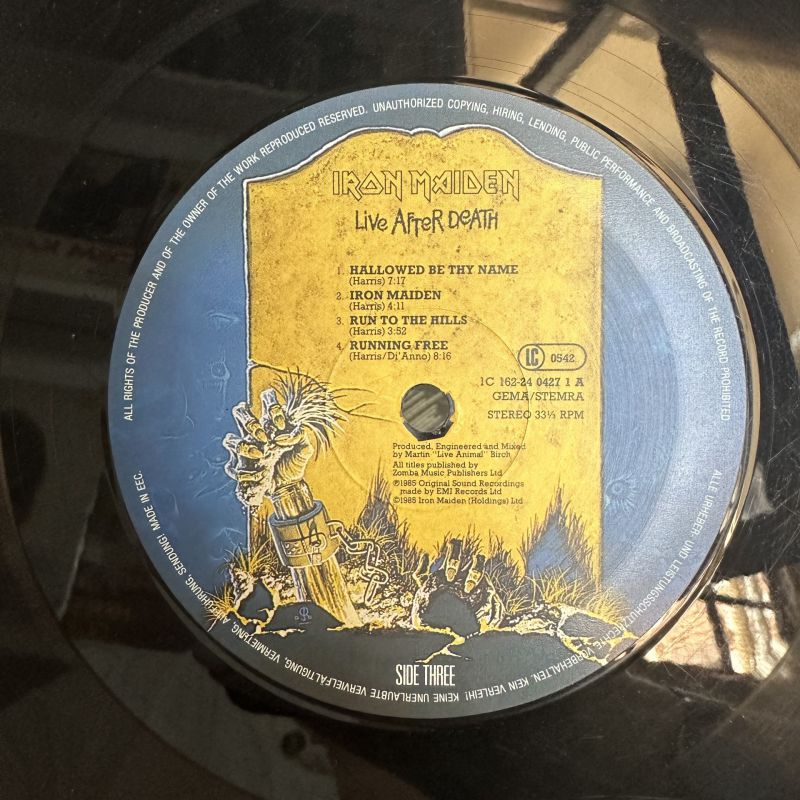 ALL RIGHTS OF THE PRODUCER AND OF THE OWNER OF THE WORK REPRODUCED RESERVED. UNAUTHORIZED COPYING, HIRING, LENDING, PUBLIC PERFORMANCE AND BROADCASTING OF THE RECORD PROHIBITED
IRON MAIDEN
Live AfteR DeAtH
1. HALLOWED BE THY NAME
(Harris) 7:17
2. IRON MAIDEN
(Harris) 4:11
3. RUN TO THE HILLS
(Harris) 3:52
4. RUNNING FREE
(Harris/Di'Anno) 8:16
LC 0542
1C 162-24 0427 1 A
GEMA/STEMRA
STEREO 33⅓ RPM
Produced, Engineered and Mixed
by Martin "Live Animal" Birch
All titles published by
Zomba Music Publishers Ltd
℗1985 Original Sound Recordings
made by EMI Records Ltd
©1985 Iron Maiden (Holdings) Ltd
SIDE THREE
ALLE URHEBER- UND LEISTUNGSSCHUTZRECHTE VORBEHALTEN. KEIN VERLEIH! KEINE UNERLAUBTE VERVIELFÄLTIGUNG, VERMIETUNG, AUFFÜHRUNG, SENDUNG! MADE IN EEC.